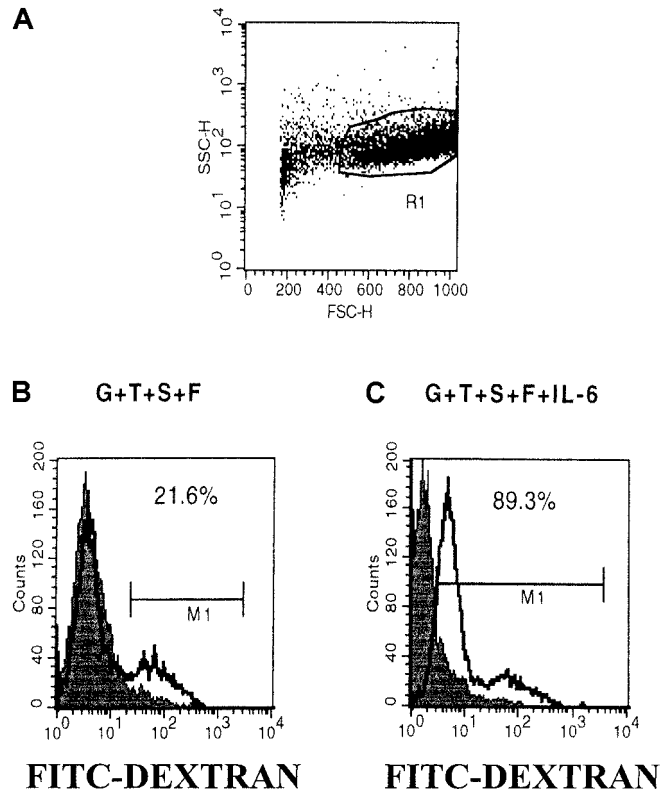 A
SSC-H
10^4
10^3
10^2
10^1
10^0
R1
0 200 400 600 800 1000
FSC-H
B G+T+S+F
Counts
200
160
120
80
40
0
21.6%
M1
10^0 10^1 10^2 10^3 10^4
FITC-DEXTRAN
C G+T+S+F+IL-6
Counts
200
160
120
80
40
0
89.3%
M1
10^0 10^1 10^2 10^3 10^4
FITC-DEXTRAN